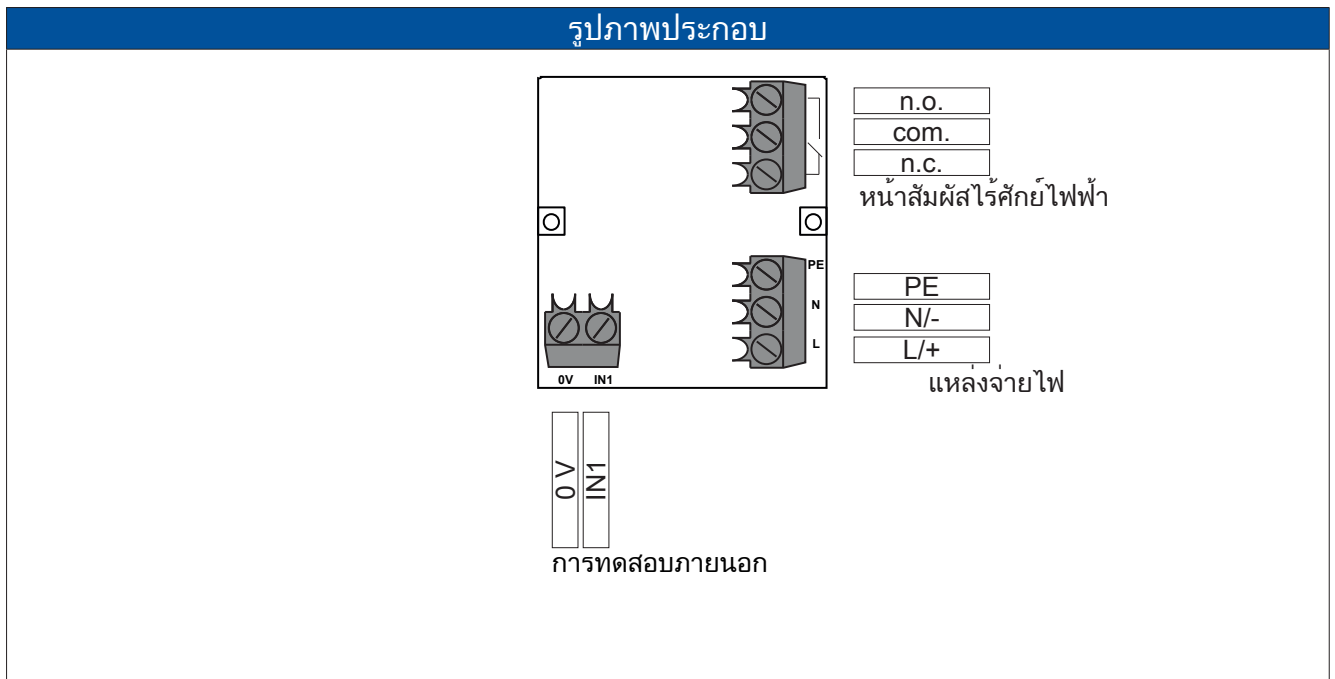 รูปภาพประกอบ
n.o.
com.
n.c.
หน้าสัมผัสไร้ศักย์ไฟฟ้า
PE
N
L
PE
N/-
L/+
แหล่งจ่ายไฟ
0V IN1
0 V
IN1
การทดสอบภายนอก